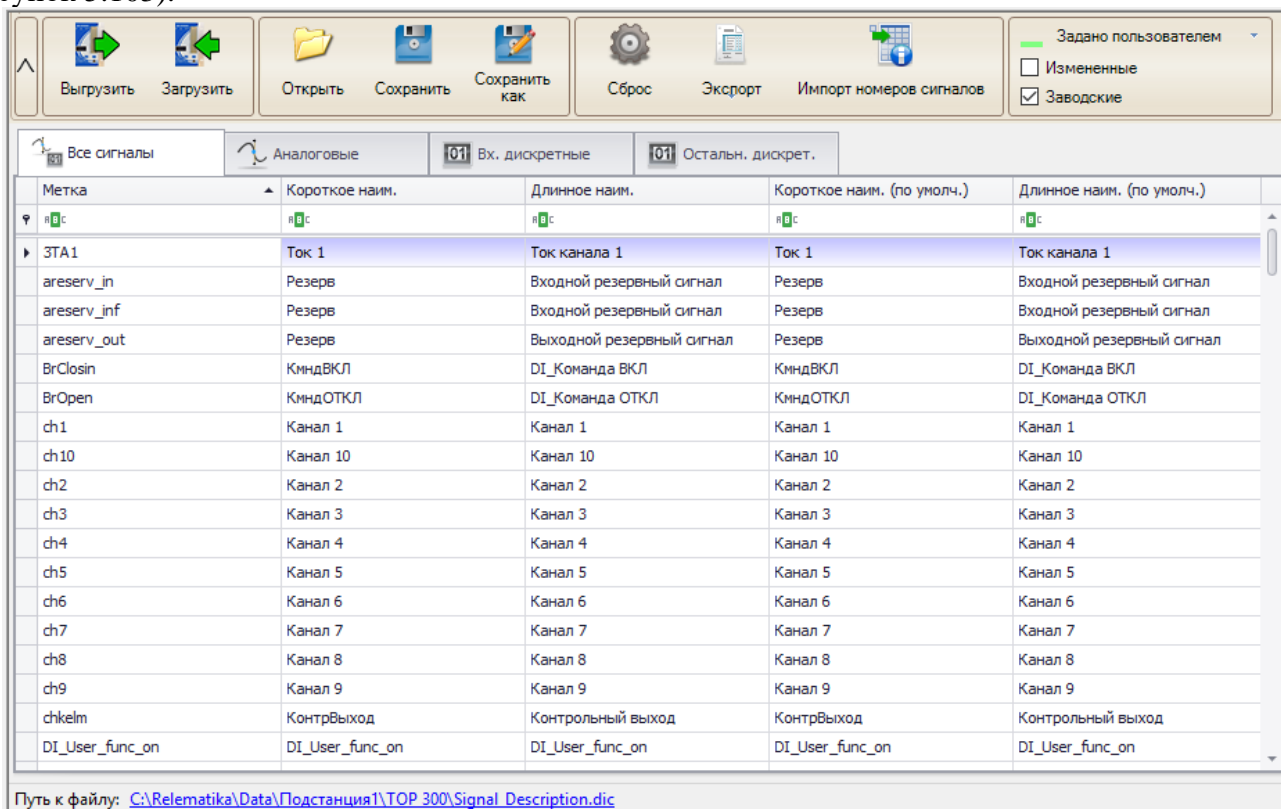 Задано пользователем
Измененные
Заводские
Выгрузить Загрузить Открыть Сохранить Сохранить как Сброс Экспорт Импорт номеров сигналов
Все сигналы Аналоговые Вх. дискретные Остальн. дискрет.
Метка Короткое наим. Длинное наим. Короткое наим. (по умолч.) Длинное наим. (по умолч.)
ABC ABC ABC ABC ABC
3TA1 Ток 1 Ток канала 1 Ток 1 Ток канала 1
areserv_in Резерв Входной резервный сигнал Резерв Входной резервный сигнал
areserv_inf Резерв Входной резервный сигнал Резерв Входной резервный сигнал
areserv_out Резерв Выходной резервный сигнал Резерв Выходной резервный сигнал
BrClosin КмндВКЛ DI_Команда ВКЛ КмндВКЛ DI_Команда ВКЛ
BrOpen КмндОТКЛ DI_Команда ОТКЛ КмндОТКЛ DI_Команда ОТКЛ
ch1 Канал 1 Канал 1 Канал 1 Канал 1
ch10 Канал 10 Канал 10 Канал 10 Канал 10
ch2 Канал 2 Канал 2 Канал 2 Канал 2
ch3 Канал 3 Канал 3 Канал 3 Канал 3
ch4 Канал 4 Канал 4 Канал 4 Канал 4
ch5 Канал 5 Канал 5 Канал 5 Канал 5
ch6 Канал 6 Канал 6 Канал 6 Канал 6
ch7 Канал 7 Канал 7 Канал 7 Канал 7
ch8 Канал 8 Канал 8 Канал 8 Канал 8
ch9 Канал 9 Канал 9 Канал 9 Канал 9
chkelm КонтрВыход Контрольный выход КонтрВыход Контрольный выход
DI_User_func_on DI_User_func_on DI_User_func_on DI_User_func_on DI_User_func_on
Путь к файлу: C:\Relematika\Data\Подстанция1\TOP 300\Signal_Description.dic